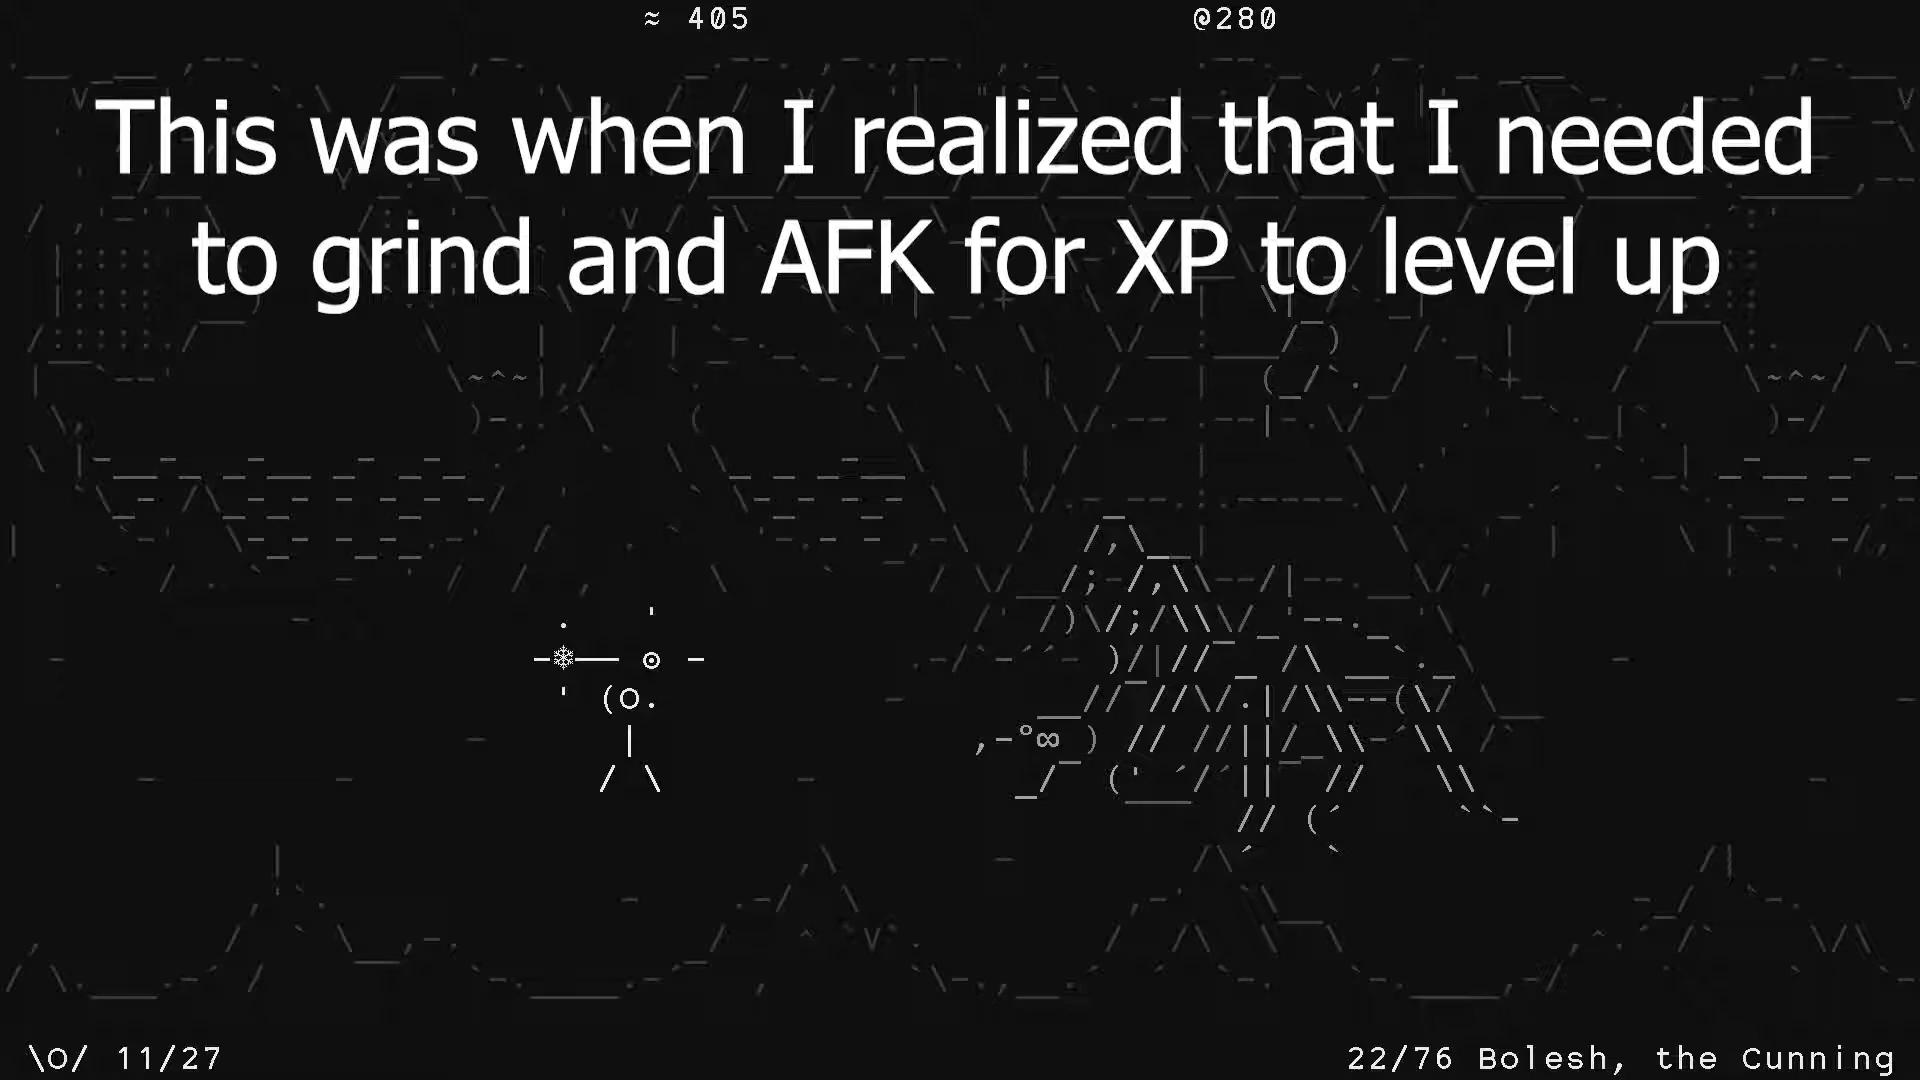 ≈ 405 @280
This was when I realized that I needed
to grind and AFK for XP to level up
\O/ 11/27 22/76 Bolesh, the Cunning